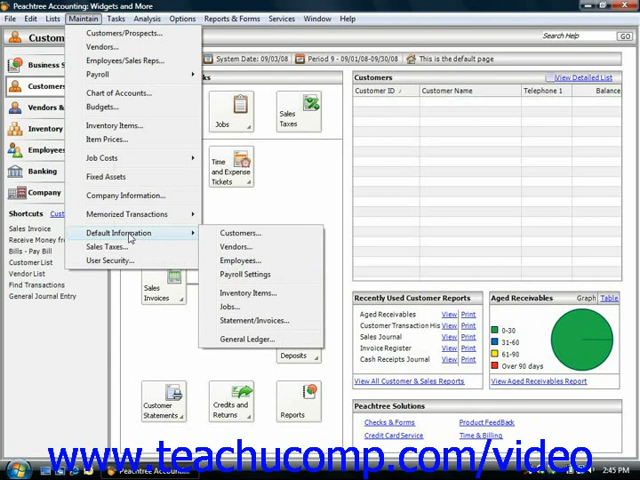 Peachtree Accounting: Widgets and More
File Edit Lists Maintain Tasks Analysis Options Reports & Forms Services Window Help
Custom
Search Help GO
System Date: 09/03/08 Period 9 - 09/01/08-09/30/08 This is the default page
Business S
Customers
Vendors &
Inventory
Employees
Banking
Company
Shortcuts
Sales Invoice
Receive Money
Bills - Pay Bill
Customer List
Vendor List
Find Transactions
General Journal Entry
Customers/Prospects...
Vendors...
Employees/Sales Reps...
Payroll
Chart of Accounts...
Budgets...
Inventory Items...
Item Prices...
Job Costs
Fixed Assets
Company Information...
Memorized Transactions
Default Information
Sales Taxes...
User Security...
Customers...
Vendors...
Employees...
Payroll Settings
Inventory Items...
Jobs...
Statement/Invoices...
General Ledger...
ks
Jobs
Sales Taxes
Time and Expense Tickets
Sales Invoices
Deposits
Customer Statements
Credits and Returns
Reports
Customers
View Detailed List
Customer ID / Customer Name Telephone 1 Balance
Recently Used Customer Reports
Aged Receivables View Print
Customer Transaction His View Print
Sales Journal View Print
Invoice Register View Print
Cash Receipts Journal View Print
View All Customer & Sales Reports
Aged Receivables Graph Table
0-30
31-60
61-90
Over 90 days
View Aged Receivables Report
Peachtree Solutions
Checks & Forms Product FeedBack
Credit Card Service Time & Billing
www.teachucomp.com/video
Peachtree Account...
2:45 PM